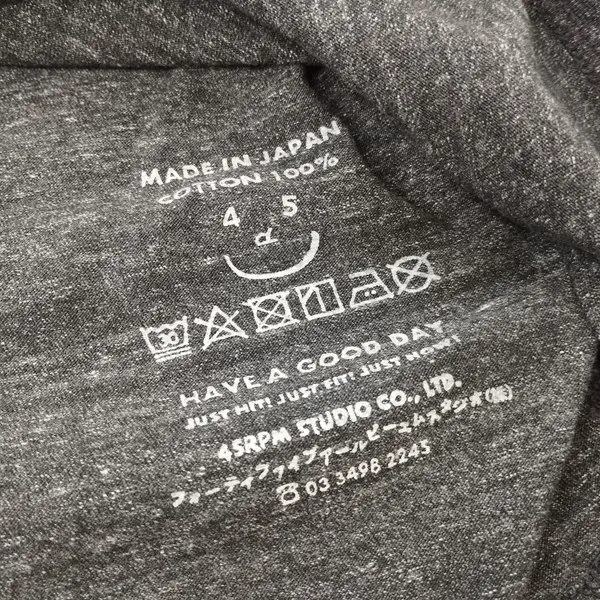 MADE IN JAPAN
COTTON 100%
4 5
R
30
HAVE A GOOD DAY
JUST HIT! JUST FIT! JUST NOW!
45RPM STUDIO CO., LTD.
フォーティファイブアールピーエムスタジオ(株)
☎03 3498 2245